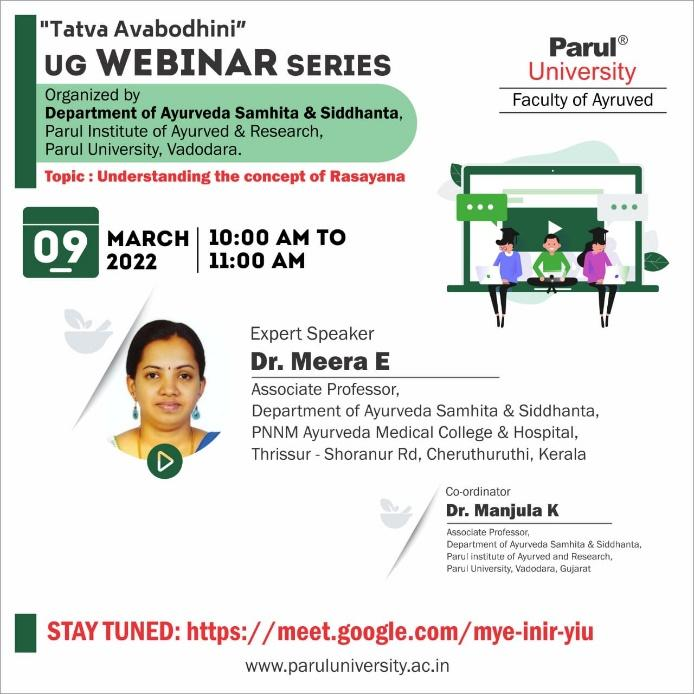 "Tatva Avabodhini”
UG WEBINAR SERIES
Parul®
University
Faculty of Ayruved
Organized by
Department of Ayurveda Samhita & Siddhanta,
Parul Institute of Ayurved & Research,
Parul University, Vadodara.
Topic : Understanding the concept of Rasayana
09
MARCH
2022
10:00 AM TO
11:00 AM
Expert Speaker
Dr. Meera E
Associate Professor,
Department of Ayurveda Samhita & Siddhanta,
PNNM Ayurveda Medical College & Hospital,
Thrissur - Shoranur Rd, Cheruthuruthi, Kerala
Co-ordinator
Dr. Manjula K
Associate Professor,
Department of Ayurveda Samhita & Siddhanta,
Parul institute of Ayurved and Research,
Parul University, Vadodara, Gujarat
STAY TUNED: https://meet.google.com/mye-inir-yiu
www.paruluniversity.ac.in